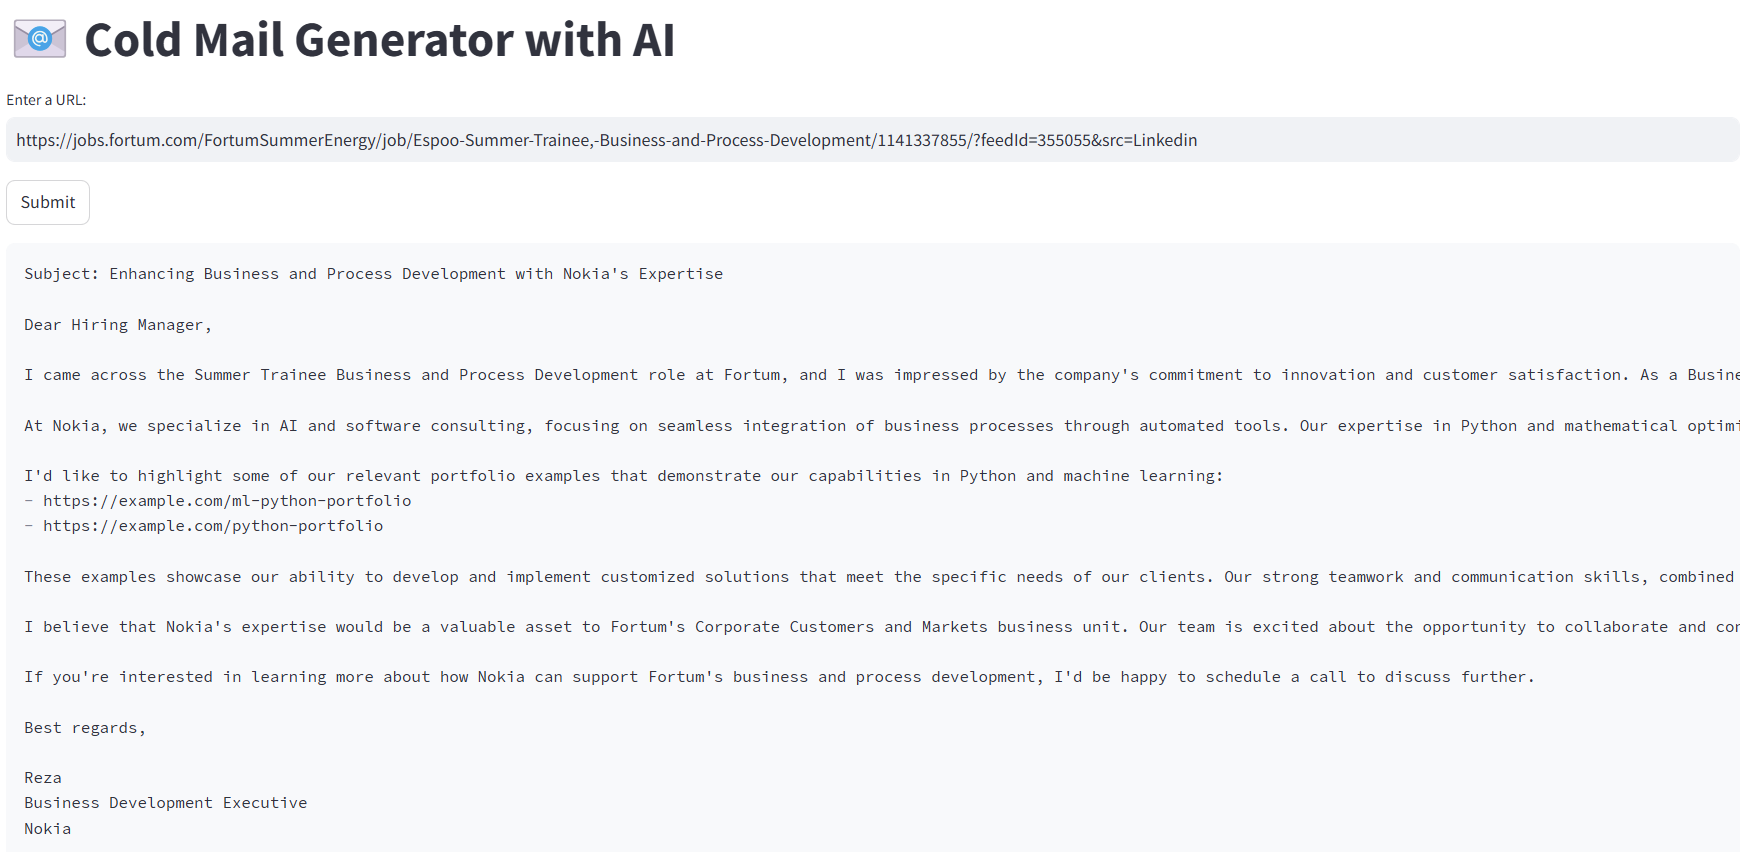 Cold Mail Generator with AI
Enter a URL:
https://jobs.fortum.com/FortumSummerEnergy/job/Espoo-Summer-Trainee,-Business-and-Process-Development/1141337855/?feedId=355055&src=Linkedin
Submit
Subject: Enhancing Business and Process Development with Nokia's Expertise
Dear Hiring Manager,
I came across the Summer Trainee Business and Process Development role at Fortum, and I was impressed by the company's commitment to innovation and customer satisfaction. As a
At Nokia, we specialize in AI and software consulting, focusing on seamless integration of business processes through automated tools. Our expertise in Python and mathematical
I'd like to highlight some of our relevant portfolio examples that demonstrate our capabilities in Python and machine learning:
- https://example.com/ml-python-portfolio
- https://example.com/python-portfolio
These examples showcase our ability to develop and implement customized solutions that meet the specific needs of our clients. Our strong teamwork and communication skills, combined
I believe that Nokia's expertise would be a valuable asset to Fortum's Corporate Customers and Markets business unit. Our team is excited about the opportunity to collaborate and
If you're interested in learning more about how Nokia can support Fortum's business and process development, I'd be happy to schedule a call to discuss further.
Best regards,
Reza
Business Development Executive
Nokia